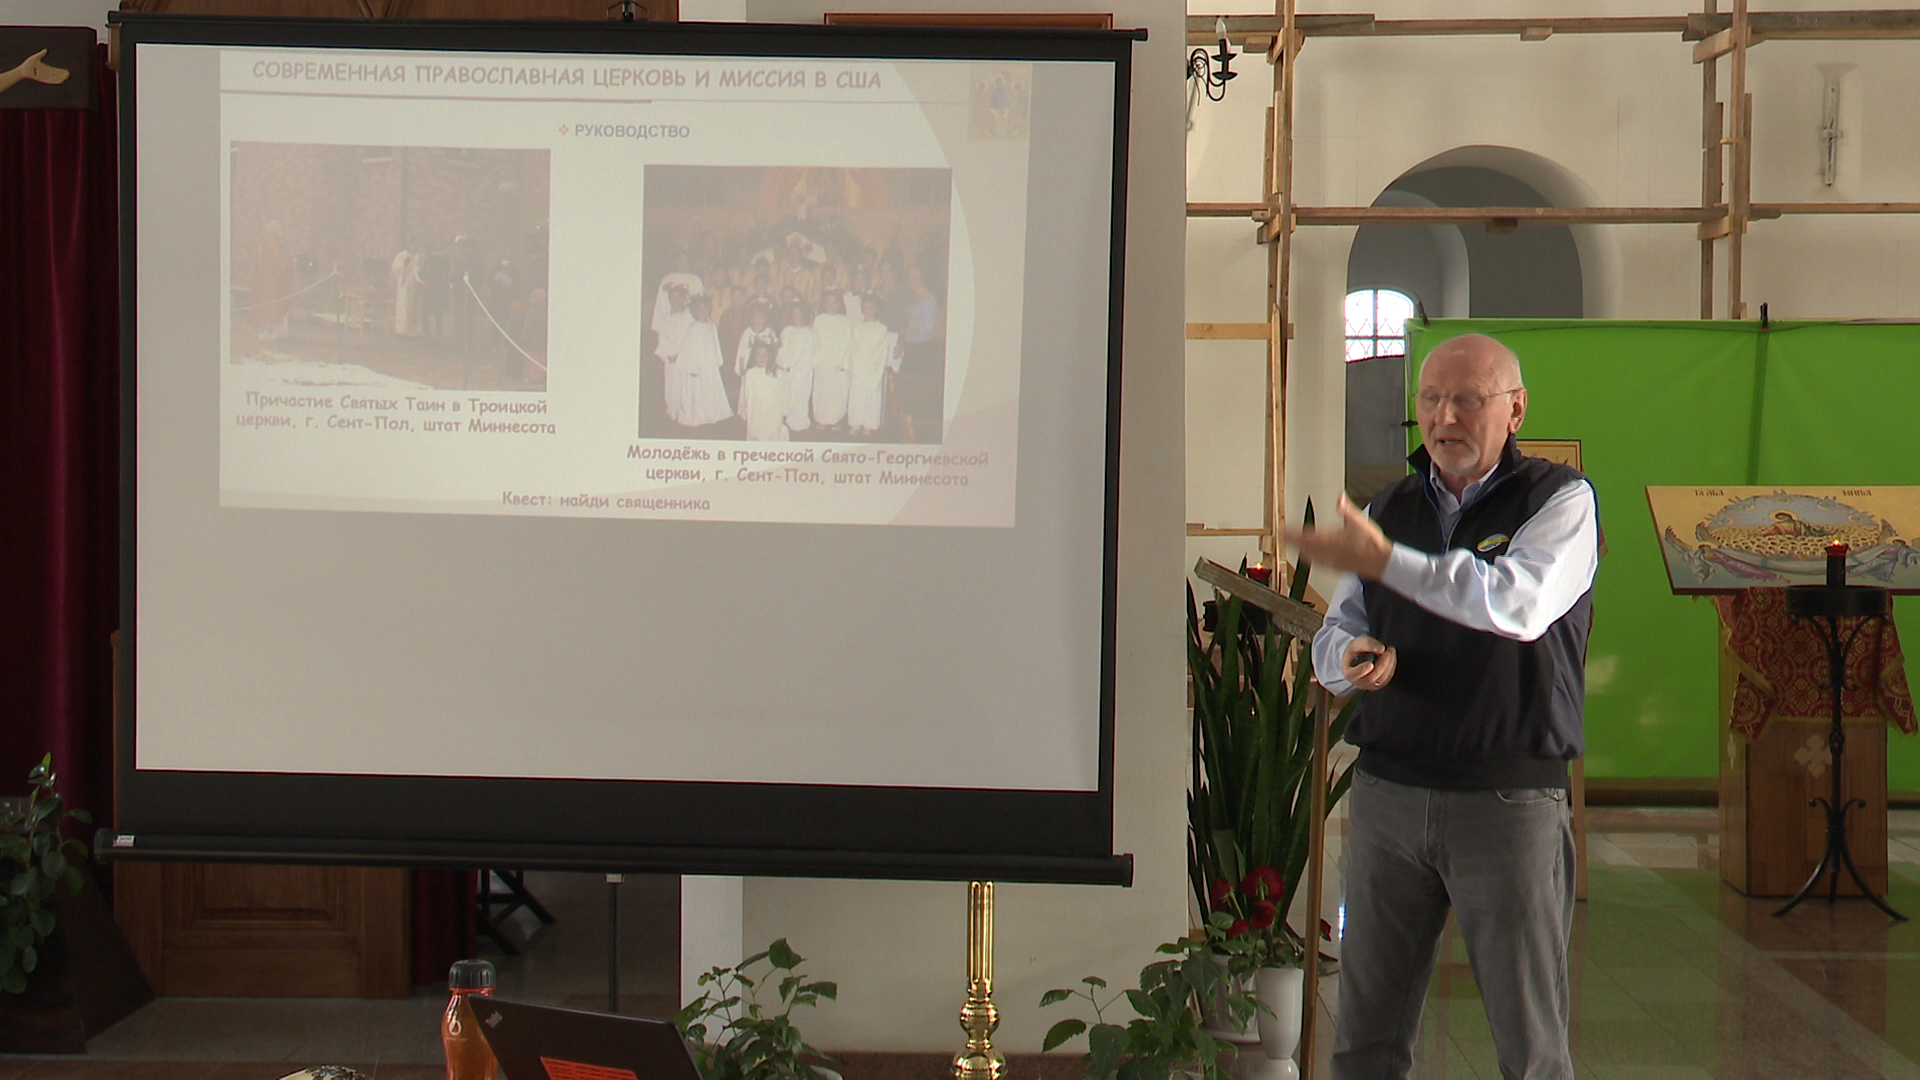 СОВРЕМЕННАЯ ПРАВОСЛАВНАЯ ЦЕРКОВЬ И МИССИЯ В США
РУКОВОДСТВО
Причастие Святых Таин в Троицкой
церкви, г. Сент-Пол, штат Миннесота
Молодёжь в греческой Свято-Георгиевской
церкви, г. Сент-Пол, штат Миннесота
Квест: найди священника